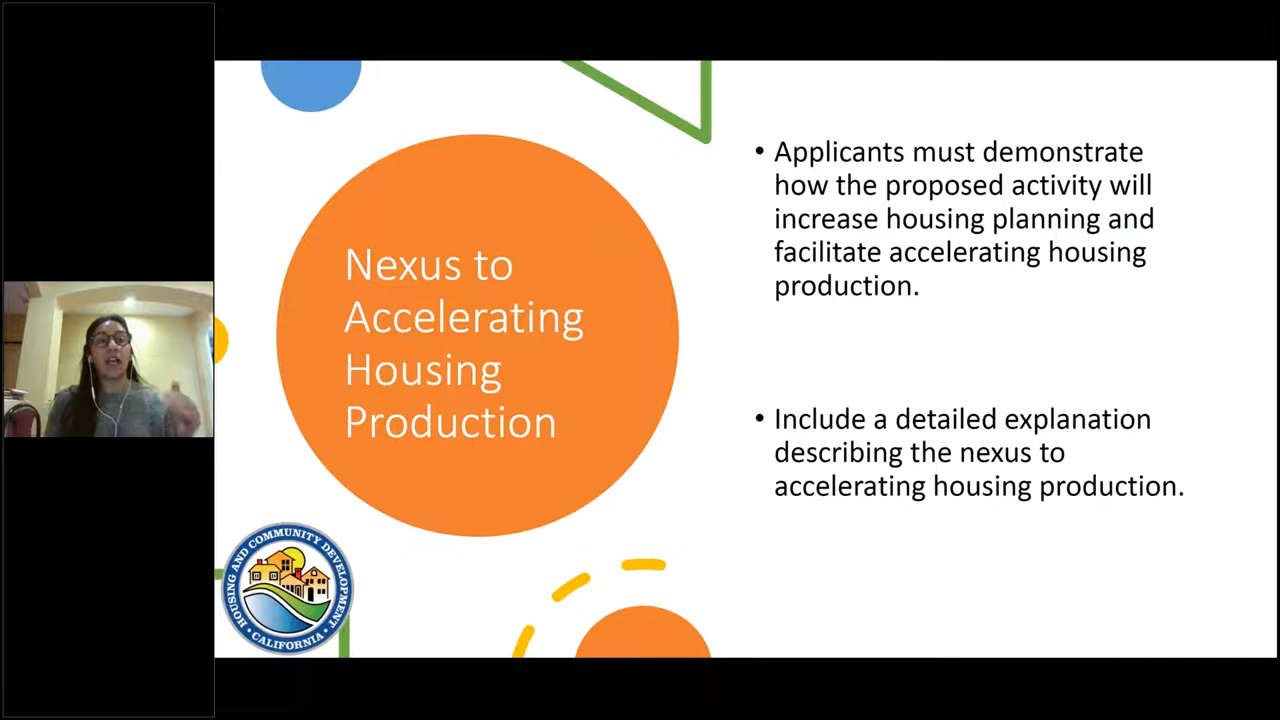 Nexus to
Accelerating
Housing
Production
• Applicants must demonstrate
how the proposed activity will
increase housing planning and
facilitate accelerating housing
production.
• Include a detailed explanation
describing the nexus to
accelerating housing production.
HOUSING AND COMMUNITY DEVELOPMENT
• CALIFORNIA •